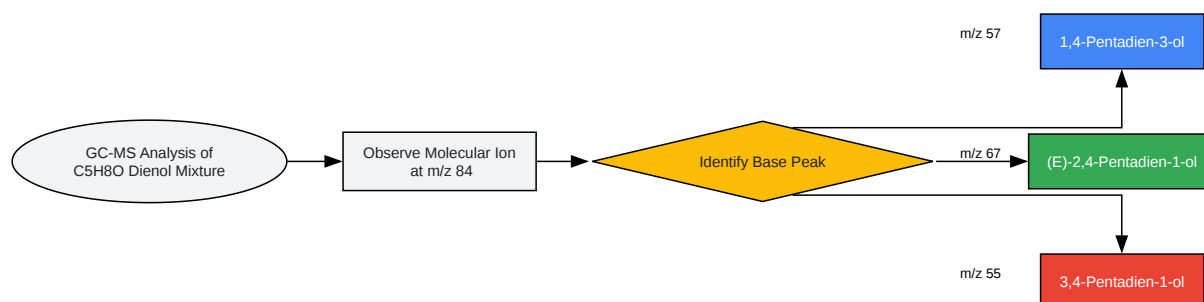 m/z 57
1,4-Pentadien-3-ol
GC-MS Analysis of
C5H8O Dienol Mixture
Observe Molecular Ion
at m/z 84
Identify Base Peak
m/z 67
(E)-2,4-Pentadien-1-ol
m/z 55
3,4-Pentadien-1-ol